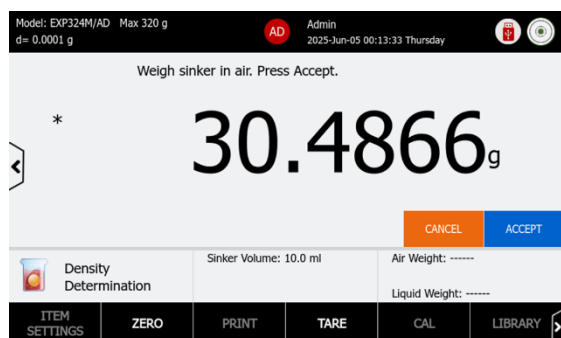 Model: EXP324M/AD Max 320 g
d= 0.0001 g
AD
Admin
2025-Jun-05 00:13:33 Thursday
Weigh sinker in air. Press Accept.
* 30.4866 g
CANCEL ACCEPT
Density
Determination
Sinker Volume: 10.0 ml
Air Weight: ------
Liquid Weight: ------
ITEM
SETTINGS
ZERO PRINT TARE CAL LIBRARY